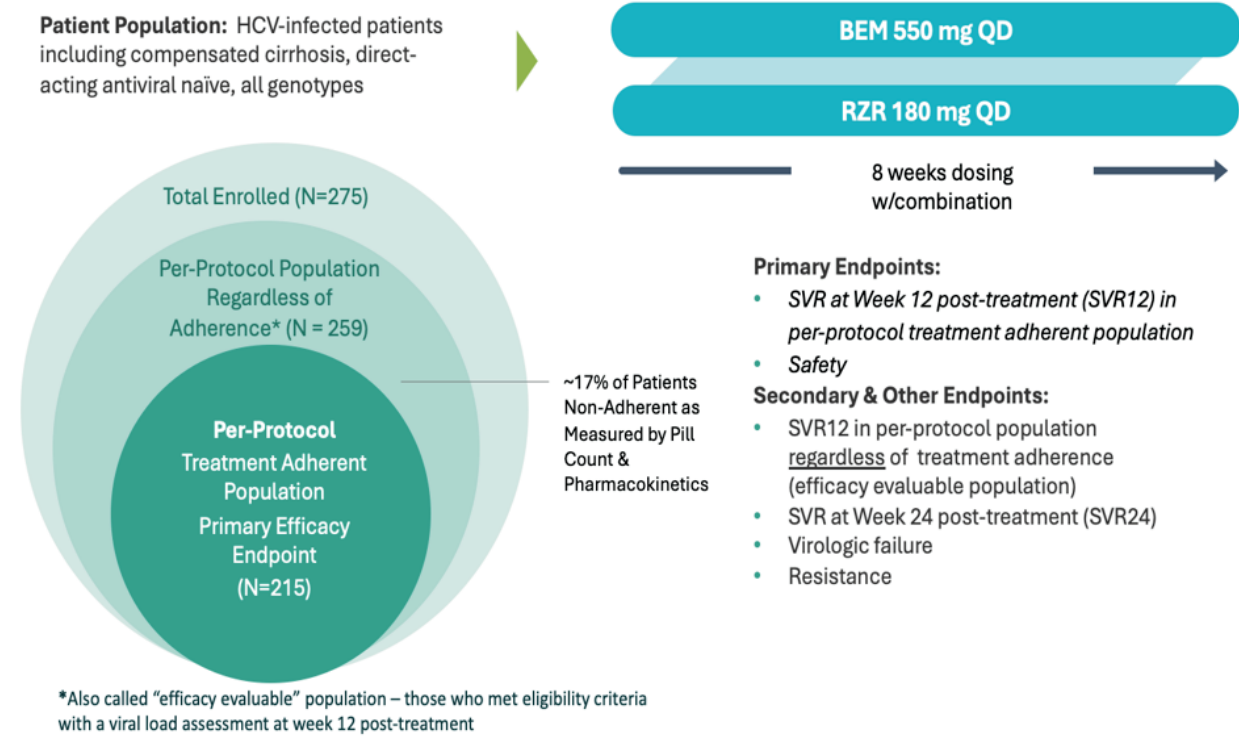 Patient Population: HCV-infected patients
including compensated cirrhosis, direct-
acting antiviral naïve, all genotypes
BEM 550 mg QD
RZR 180 mg QD
8 weeks dosing
w/combination
Total Enrolled (N=275)
Per-Protocol Population
Regardless of
Adherence* (N = 259)
Per-Protocol
Treatment Adherent
Population
Primary Efficacy
Endpoint
(N=215)
~17% of Patients
Non-Adherent as
Measured by Pill
Count &
Pharmacokinetics
Primary Endpoints:
• SVR at Week 12 post-treatment (SVR12) in
per-protocol treatment adherent population
• Safety
Secondary & Other Endpoints:
• SVR12 in per-protocol population
regardless of treatment adherence
(efficacy evaluable population)
• SVR at Week 24 post-treatment (SVR24)
• Virologic failure
• Resistance
*Also called “efficacy evaluable” population – those who met eligibility criteria
with a viral load assessment at week 12 post-treatment